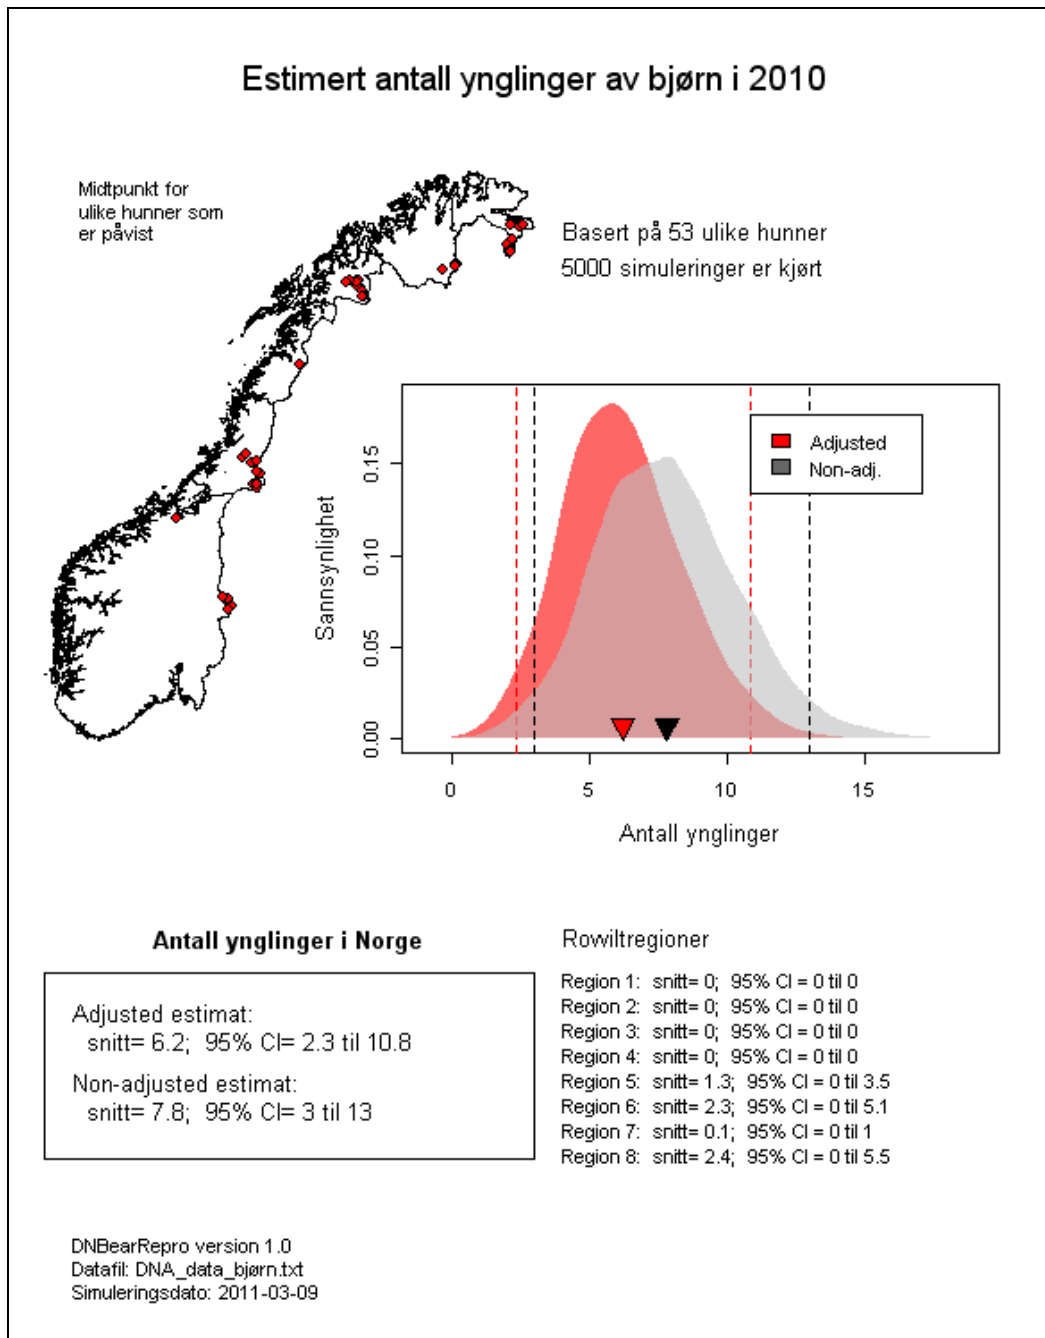 Estimert antall ynglinger av bjørn i 2010
Midtpunkt for
ulike hunner som
er påvist
Basert på 53 ulike hunner
5000 simuleringer er kjørt
Adjusted
Non-adj.
Sannsynlighet
0.15
0.10
0.05
0.00
0 5 10 15
Antall ynglinger
Antall ynglinger i Norge
Adjusted estimat:
snitt= 6.2; 95% CI= 2.3 til 10.8
Non-adjusted estimat:
snitt= 7.8; 95% CI= 3 til 13
Rowiltregioner
Region 1: snitt= 0; 95% CI = 0 til 0
Region 2: snitt= 0; 95% CI = 0 til 0
Region 3: snitt= 0; 95% CI = 0 til 0
Region 4: snitt= 0; 95% CI = 0 til 0
Region 5: snitt= 1.3; 95% CI = 0 til 3.5
Region 6: snitt= 2.3; 95% CI = 0 til 5.1
Region 7: snitt= 0.1; 95% CI = 0 til 1
Region 8: snitt= 2.4; 95% CI = 0 til 5.5
DNBearRepro version 1.0
Datafil: DNA_data_bjørn.txt
Simuleringsdato: 2011-03-09